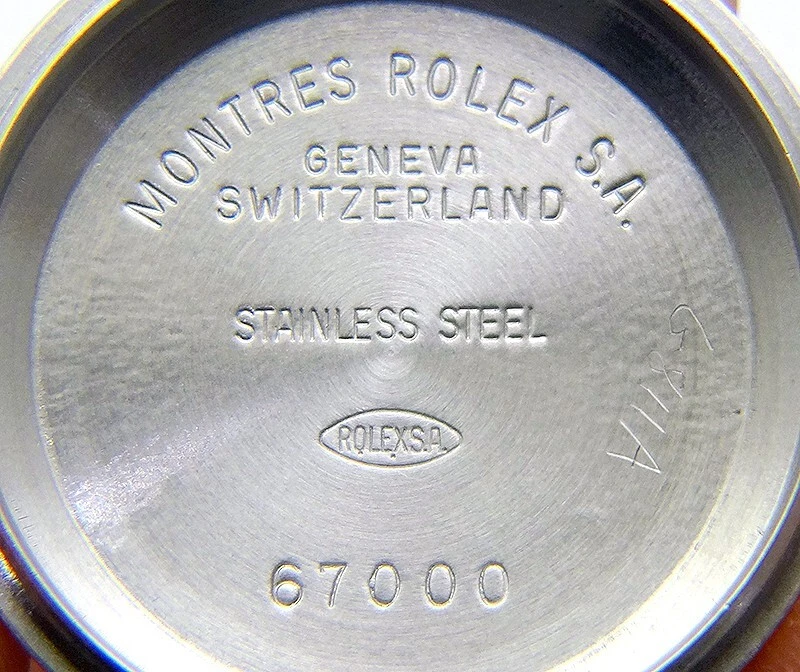 MONTRES ROLEX S.A.
GENEVA
SWITZERLAND
STAINLESS STEEL
ROLEX S.A.
67000